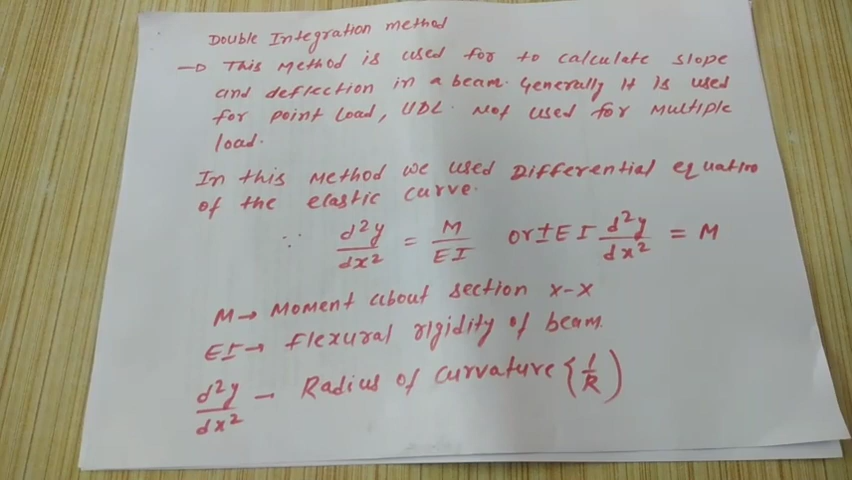 Double Integration method
→ This Method is used for to calculate slope
and deflection in a beam. Generally it is used
for point load, UDL. Not used for Multiple
load.
In this Method we used Differential equation
of the elastic curve.
∵ d²y/dx² = M/EI or ± EI d²y/dx² = M
M → Moment about section x-x
EI → flexural rigidity of beam.
d²y/dx² - Radius of curvature {1/R)